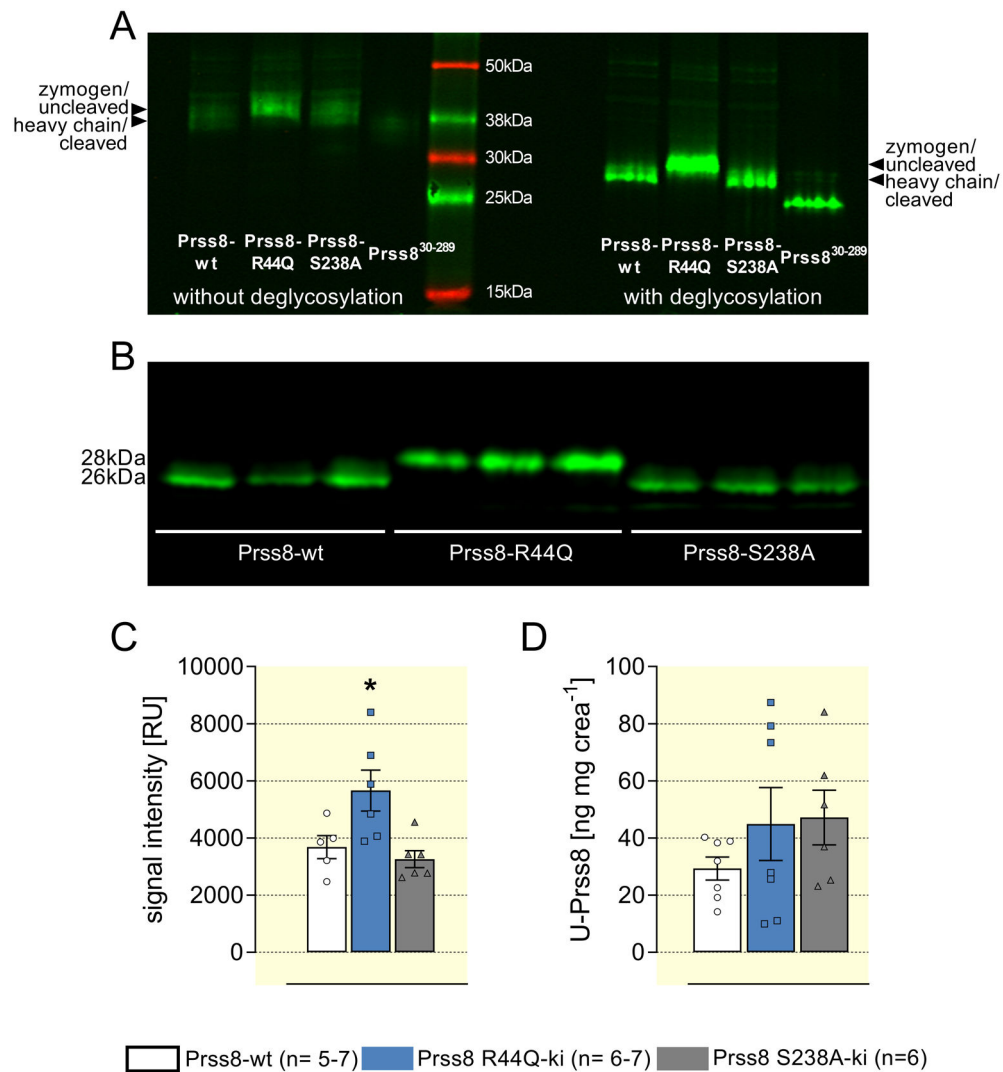 A
zymogen/
uncleaved
heavy chain/
cleaved
50kDa
38kDa
30kDa
25kDa
15kDa
zymogen/
uncleaved
heavy chain/
cleaved
Prss8-
wt
Prss8-
R44Q
Prss8-
S238A
Prss8³⁰⁻²⁸⁹
without deglycosylation
Prss8-
wt
Prss8-
R44Q
Prss8-
S238A
Prss8³⁰⁻²⁸⁹
with deglycosylation
B
28kDa
26kDa
Prss8-wt
Prss8-R44Q
Prss8-S238A
C
signal intensity [RU]
10000
8000
6000
4000
2000
0
*
D
U-Prss8 [ng mg crea⁻¹]
100
80
60
40
20
0
Prss8-wt (n= 5-7)
Prss8 R44Q-ki (n= 6-7)
Prss8 S238A-ki (n=6)